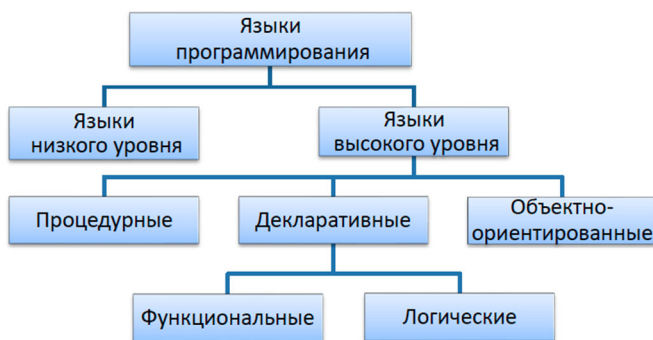 Языки
программирования
Языки
низкого уровня
Языки
высокого уровня
Процедурные
Декларативные
Объектно-
ориентированные
Функциональные
Логические